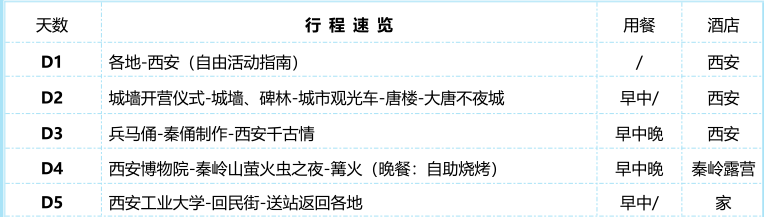 天数 行 程 速 览 用餐 酒店
D1 各地-西安（自由活动指南） / 西安
D2 城墙开营仪式-城墙、碑林-城市观光车-唐楼-大唐不夜城 早中/ 西安
D3 兵马俑-秦俑制作-西安千古情 早中晚 西安
D4 西安博物院-秦岭山萤火虫之夜-篝火（晚餐：自助烧烤） 早中晚 秦岭露营
D5 西安工业大学-回民街-送站返回各地 早中/ 家